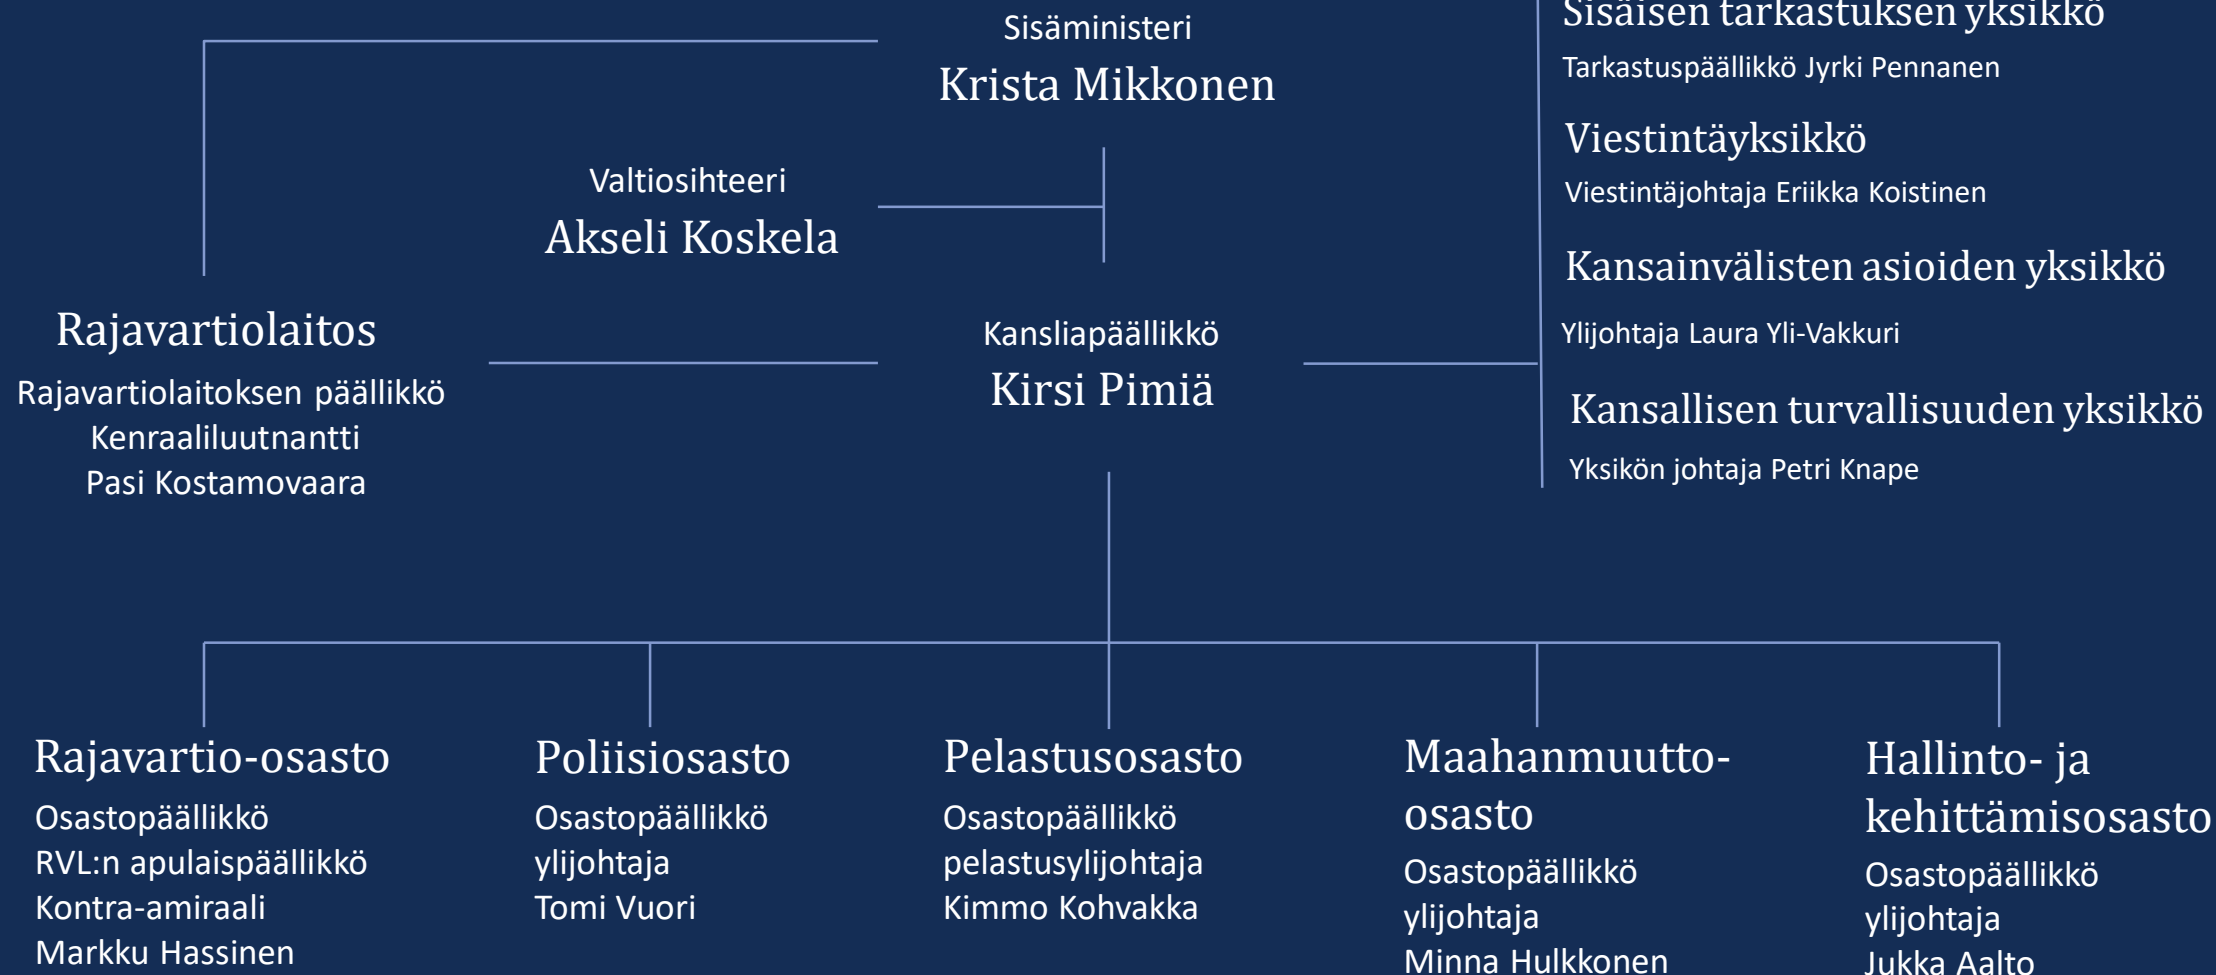 Sisäministeri
Krista Mikkonen
Valtiosihteeri
Akseli Koskela
Sisäisen tarkastuksen yksikkö
Tarkastuspäällikkö Jyrki Pennanen
Viestintäyksikkö
Viestintäjohtaja Eriikka Koistinen
Kansainvälisten asioiden yksikkö
Ylijohtaja Laura Yli-Vakkuri
Kansallisen turvallisuuden yksikkö
Yksikön johtaja Petri Knape
Rajavartiolaitos
Rajavartiolaitoksen päällikkö
Kenraaliluutnantti
Pasi Kostamovaara
Kansliapäällikkö
Kirsi Pimiä
Rajavartio-osasto
Osastopäällikkö
RVL:n apulaispäällikkö
Kontra-amiraali
Markku Hassinen
Poliisiosasto
Osastopäällikkö
ylijohtaja
Tomi Vuori
Pelastusosasto
Osastopäällikkö
pelastusylijohtaja
Kimmo Kohvakka
Maahanmuutto-
osasto
Osastopäällikkö
ylijohtaja
Minna Hulkkonen
Hallinto- ja
kehittämisosasto
Osastopäällikkö
ylijohtaja
Jukka Aalto